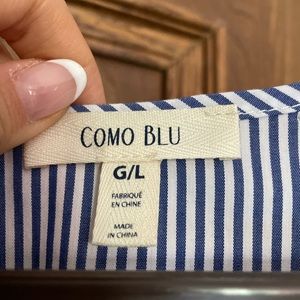 COMO BLU
G/L
FABRIQUÉ
EN CHINE
MADE
IN CHINA